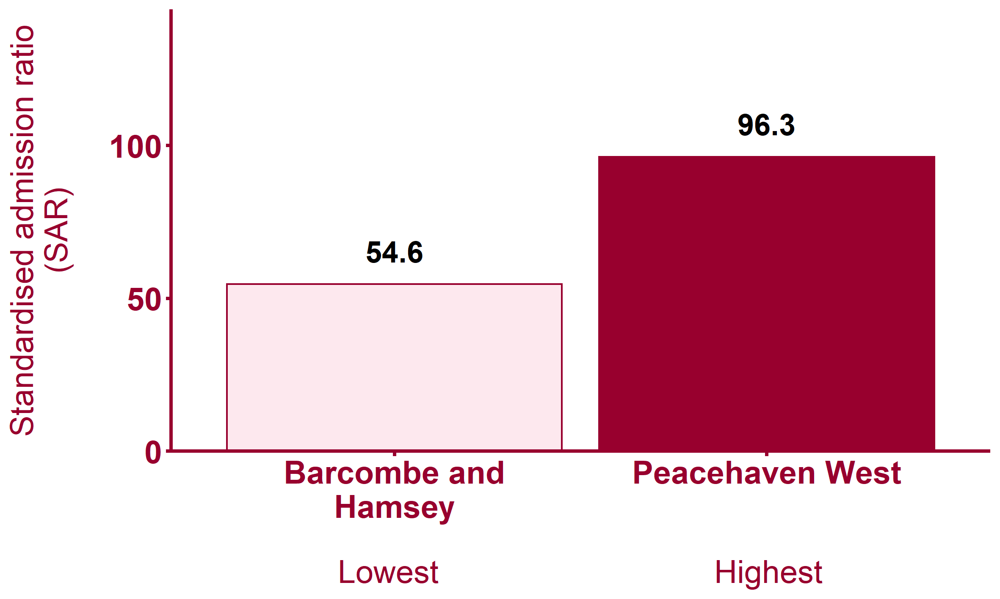 Standardised admission ratio
(SAR)
100
50
0
54.6
96.3
Barcombe and
Hamsey
Peacehaven West
Lowest
Highest